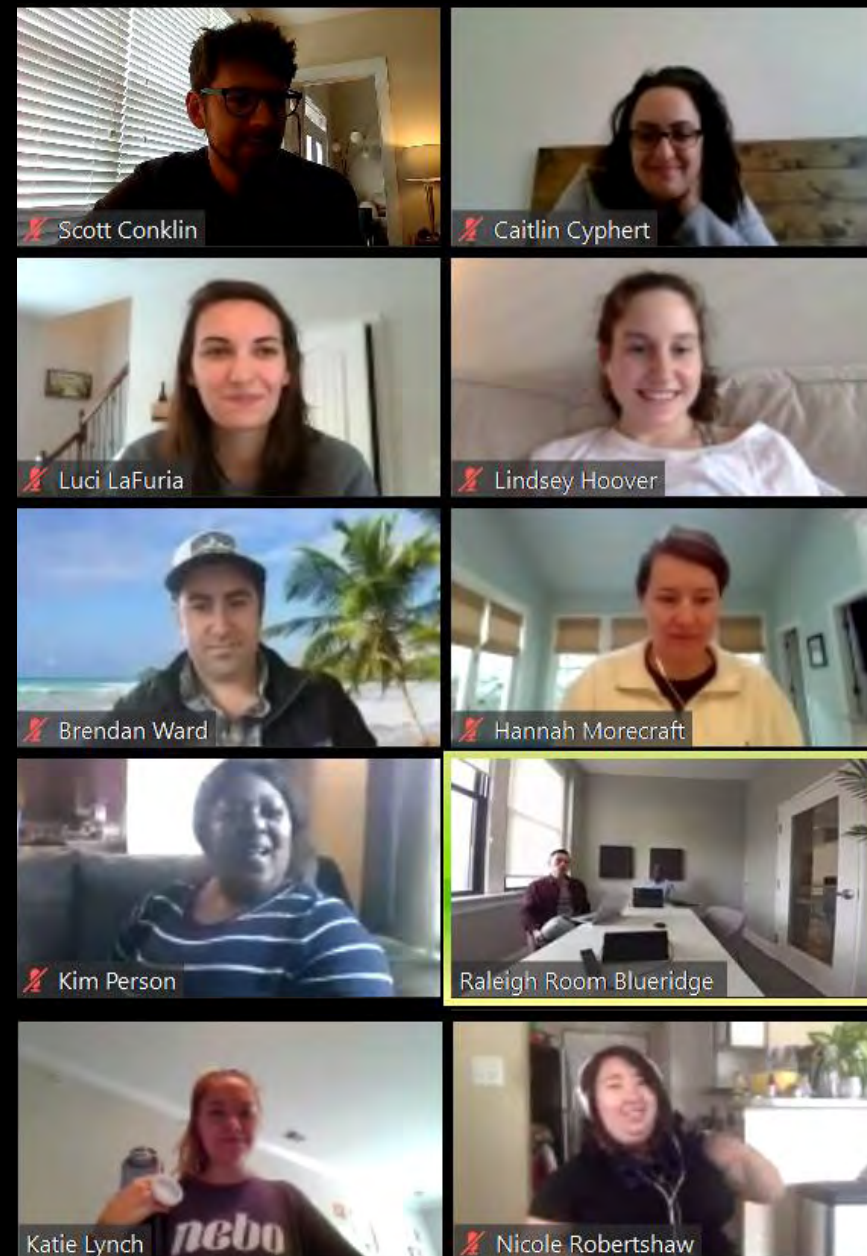 Scott Conklin
Caitlin Cyphert
Luci LaFuria
Lindsey Hoover
Brendan Ward
Hannah Morecraft
Kim Person
Raleigh Room Blueridge
Katie Lynch
nebo
Nicole Robertshaw